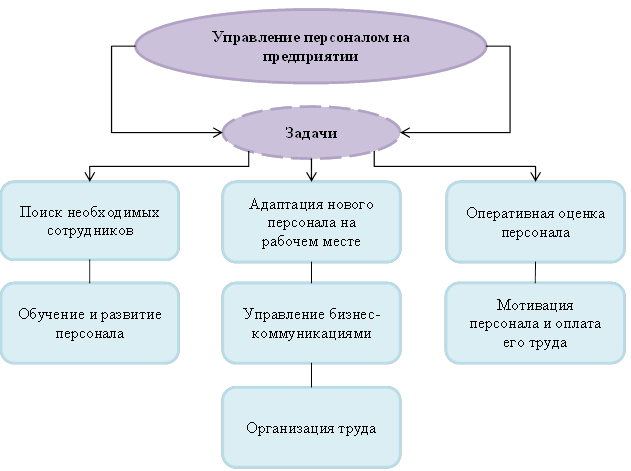 Управление персоналом на
предприятии
Задачи
Поиск необходимых
сотрудников
Адаптация нового
персонала на
рабочем месте
Оперативная оценка
персонала
Обучение и развитие
персонала
Управление бизнес-
коммуникациями
Мотивация
персонала и оплата
его труда
Организация труда